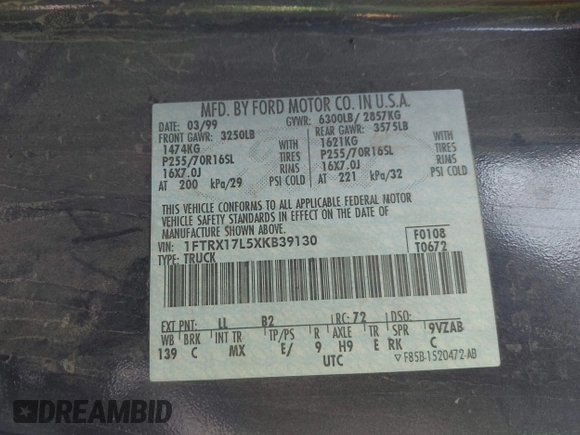 MFD. BY FORD MOTOR CO. IN U.S.A.
DATE: 03/99 GVWR: 6300LB/ 2857KG
FRONT GAWR: 3250LB REAR GAWR: 3575LB
1474KG WITH 1621KG WITH
P255/70R16SL TIRES P255/70R16SL TIRES
16X7.0J RIMS 16X7.0J RIMS
AT 200 kPa/29 PSI COLD AT 221 kPa/32 PSI COLD
THIS VEHICLE CONFORMS TO ALL APPLICABLE FEDERAL MOTOR
VEHICLE SAFETY STANDARDS IN EFFECT ON THE DATE OF
MANUFACTURE SHOWN ABOVE.
VIN: 1FTRX17L5XKB39130 F0108
TYPE: TRUCK T0672
EXT PNT: LL B2 RC: 72 DSO:
WB BRK INT TR TP/PS R AXLE TR SPR 9VZAB
139 C MX E/ 9 H9 E RK C
UTC ▽F85B-1520472-AB
DREAMBID